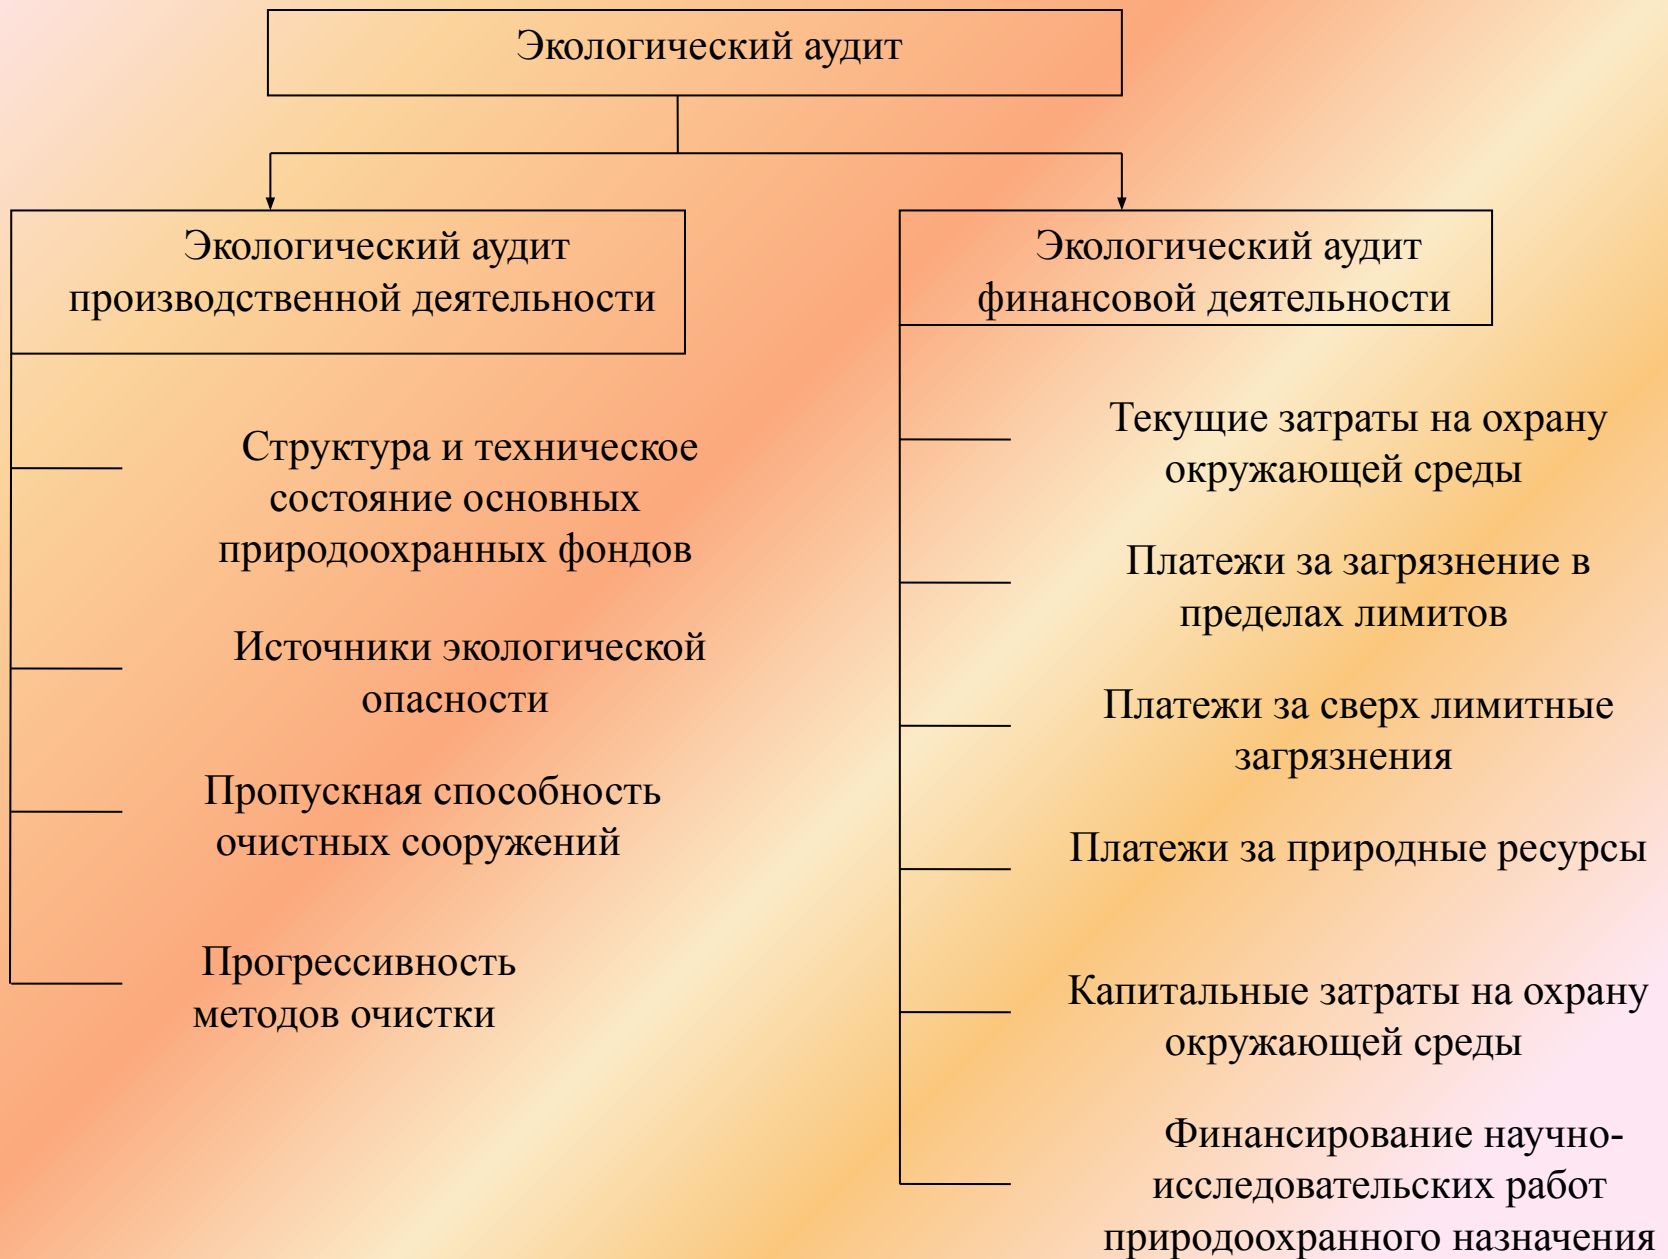 Экологический аудит
Экологический аудит
производственной деятельности
Структура и техническое
состояние основных
природоохранных фондов
Источники экологической
опасности
Пропускная способность
очистных сооружений
Прогрессивность
методов очистки
Экологический аудит
финансовой деятельности
Текущие затраты на охрану
окружающей среды
Платежи за загрязнение в
пределах лимитов
Платежи за сверх лимитные
загрязнения
Платежи за природные ресурсы
Капитальные затраты на охрану
окружающей среды
Финансирование научно-
исследовательских работ
природоохранного назначения